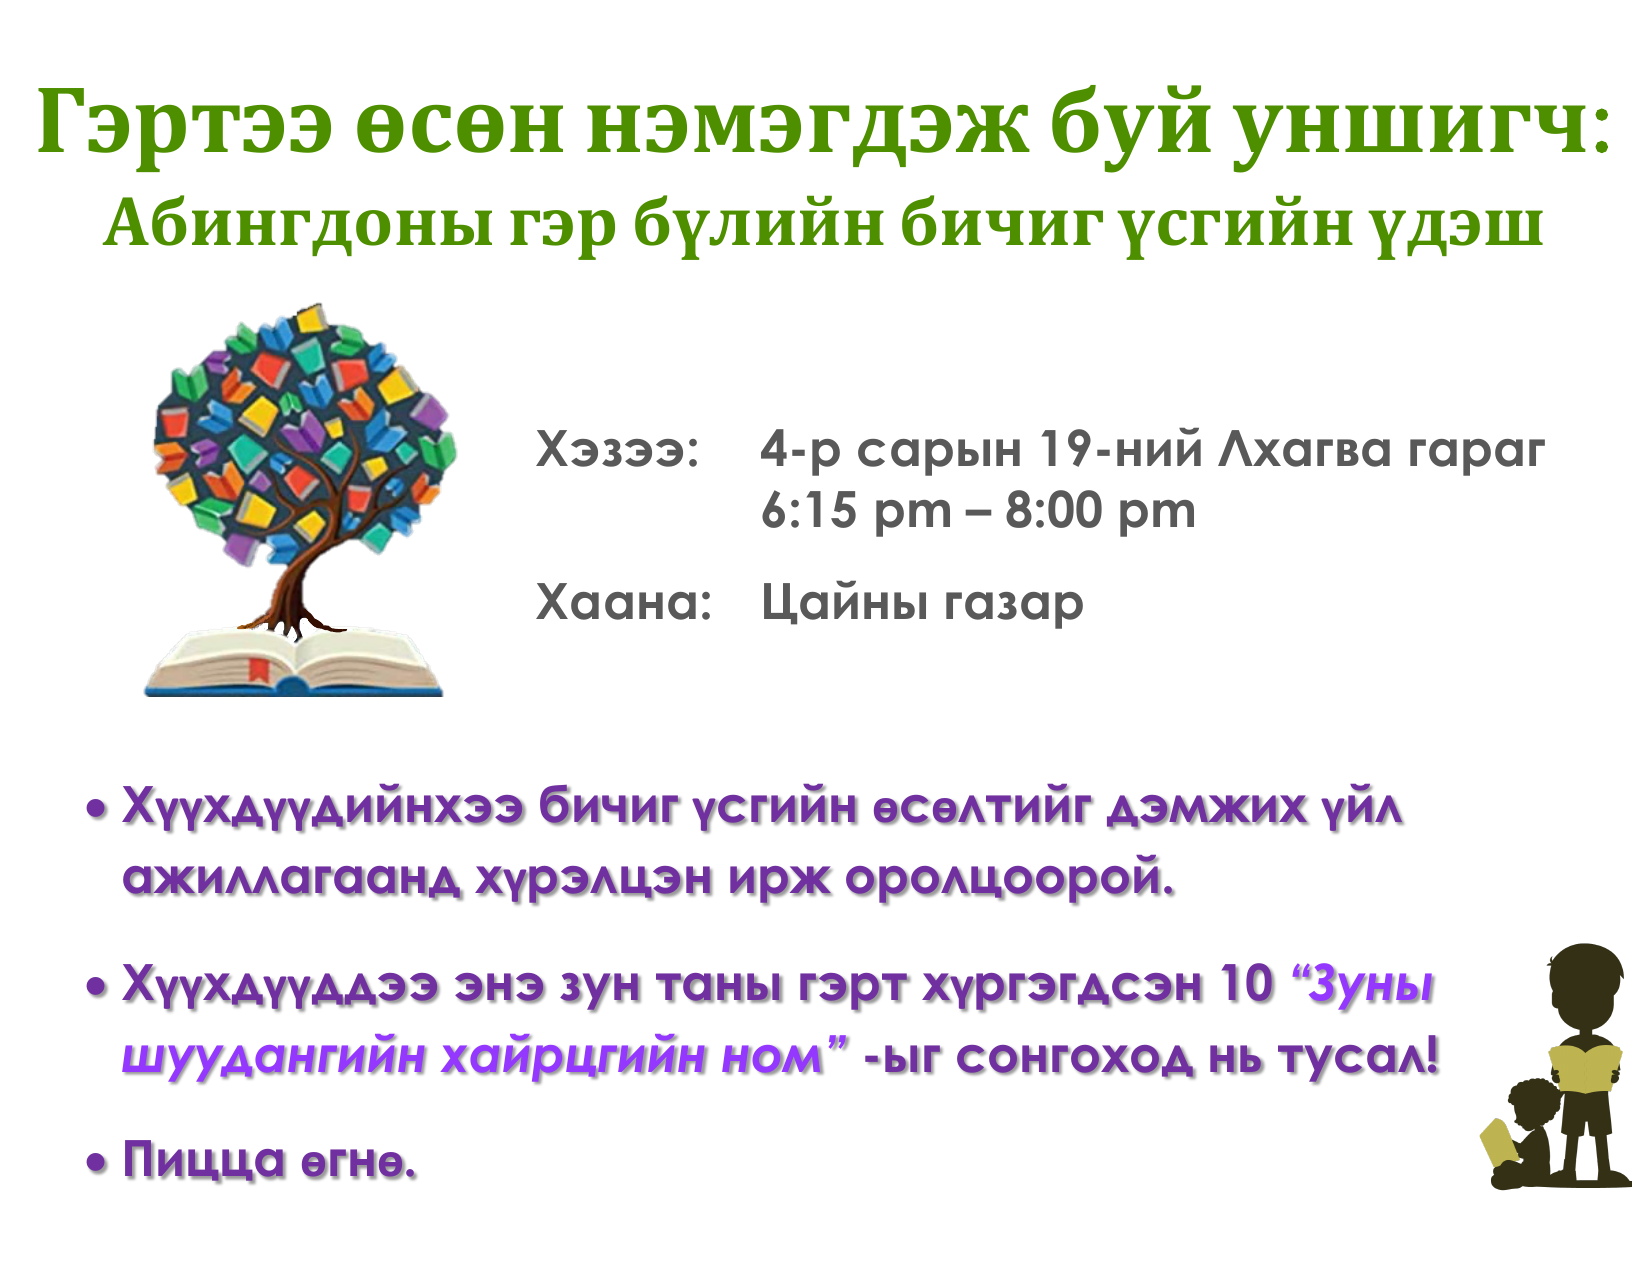 Гэртээ өсөн нэмэгдэж буй уншигч:
Абингдоны гэр бүлийн бичиг үсгийн үдэш
Хэзээ: 4-р сарын 19-ний Лхагва гараг
6:15 pm – 8:00 pm
Хаана: Цайны газар
• Хүүхдүүдийнхээ бичиг үсгийн өсөлтийг дэмжих үйл
ажиллагаанд хүрэлцэн ирж оролцоорой.
• Хүүхдүүддээ энэ зун таны гэрт хүргэгдсэн 10 “Зуны
шуудангийн хайрцгийн ном” -ыг сонгоход нь тусал!
• Пицца өгнө.